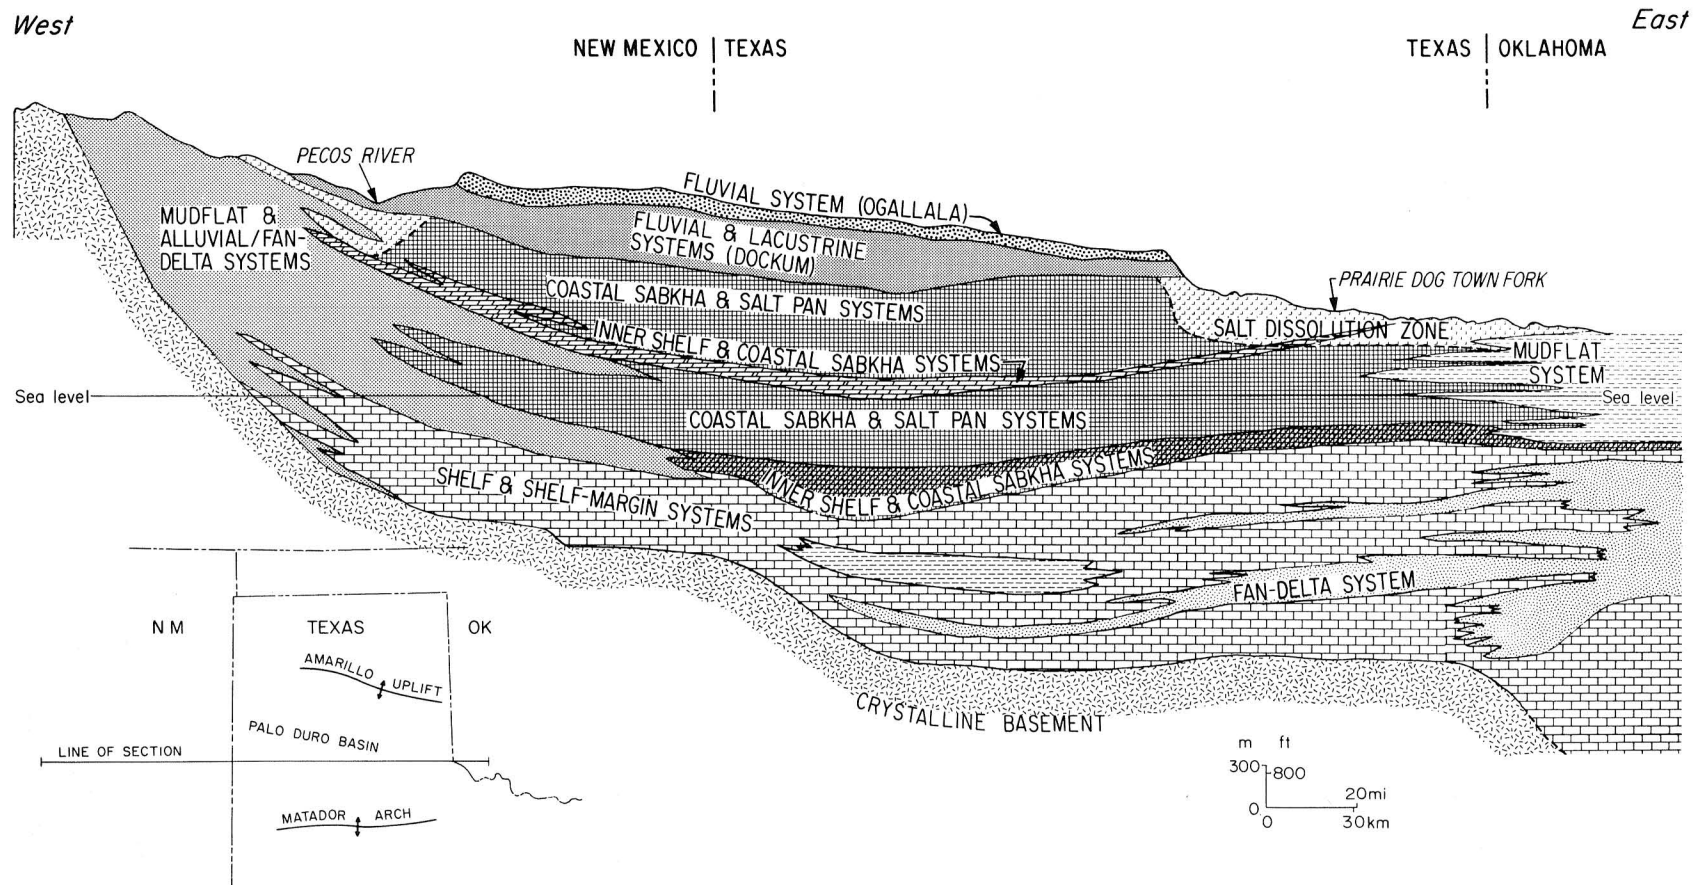 West
East
NEW MEXICO | TEXAS
TEXAS | OKLAHOMA
PECOS RIVER
FLUVIAL SYSTEM (OGALLALA)
MUDFLAT &
ALLUVIAL/FAN-
DELTA SYSTEMS
FLUVIAL & LACUSTRINE
SYSTEMS (DOCKUM)
PRAIRIE DOG TOWN FORK
COASTAL SABKHA & SALT PAN SYSTEMS
SALT DISSOLUTION ZONE
INNER SHELF & COASTAL SABKHA SYSTEMS
MUDFLAT
SYSTEM
Sea level
Sea level
COASTAL SABKHA & SALT PAN SYSTEMS
INNER SHELF & COASTAL SABKHA SYSTEMS
SHELF & SHELF-MARGIN SYSTEMS
FAN-DELTA SYSTEM
CRYSTALLINE BASEMENT
N M
TEXAS
OK
AMARILLO UPLIFT
PALO DURO BASIN
LINE OF SECTION
MATADOR ARCH
m ft
300 800
20mi
0
0 30km